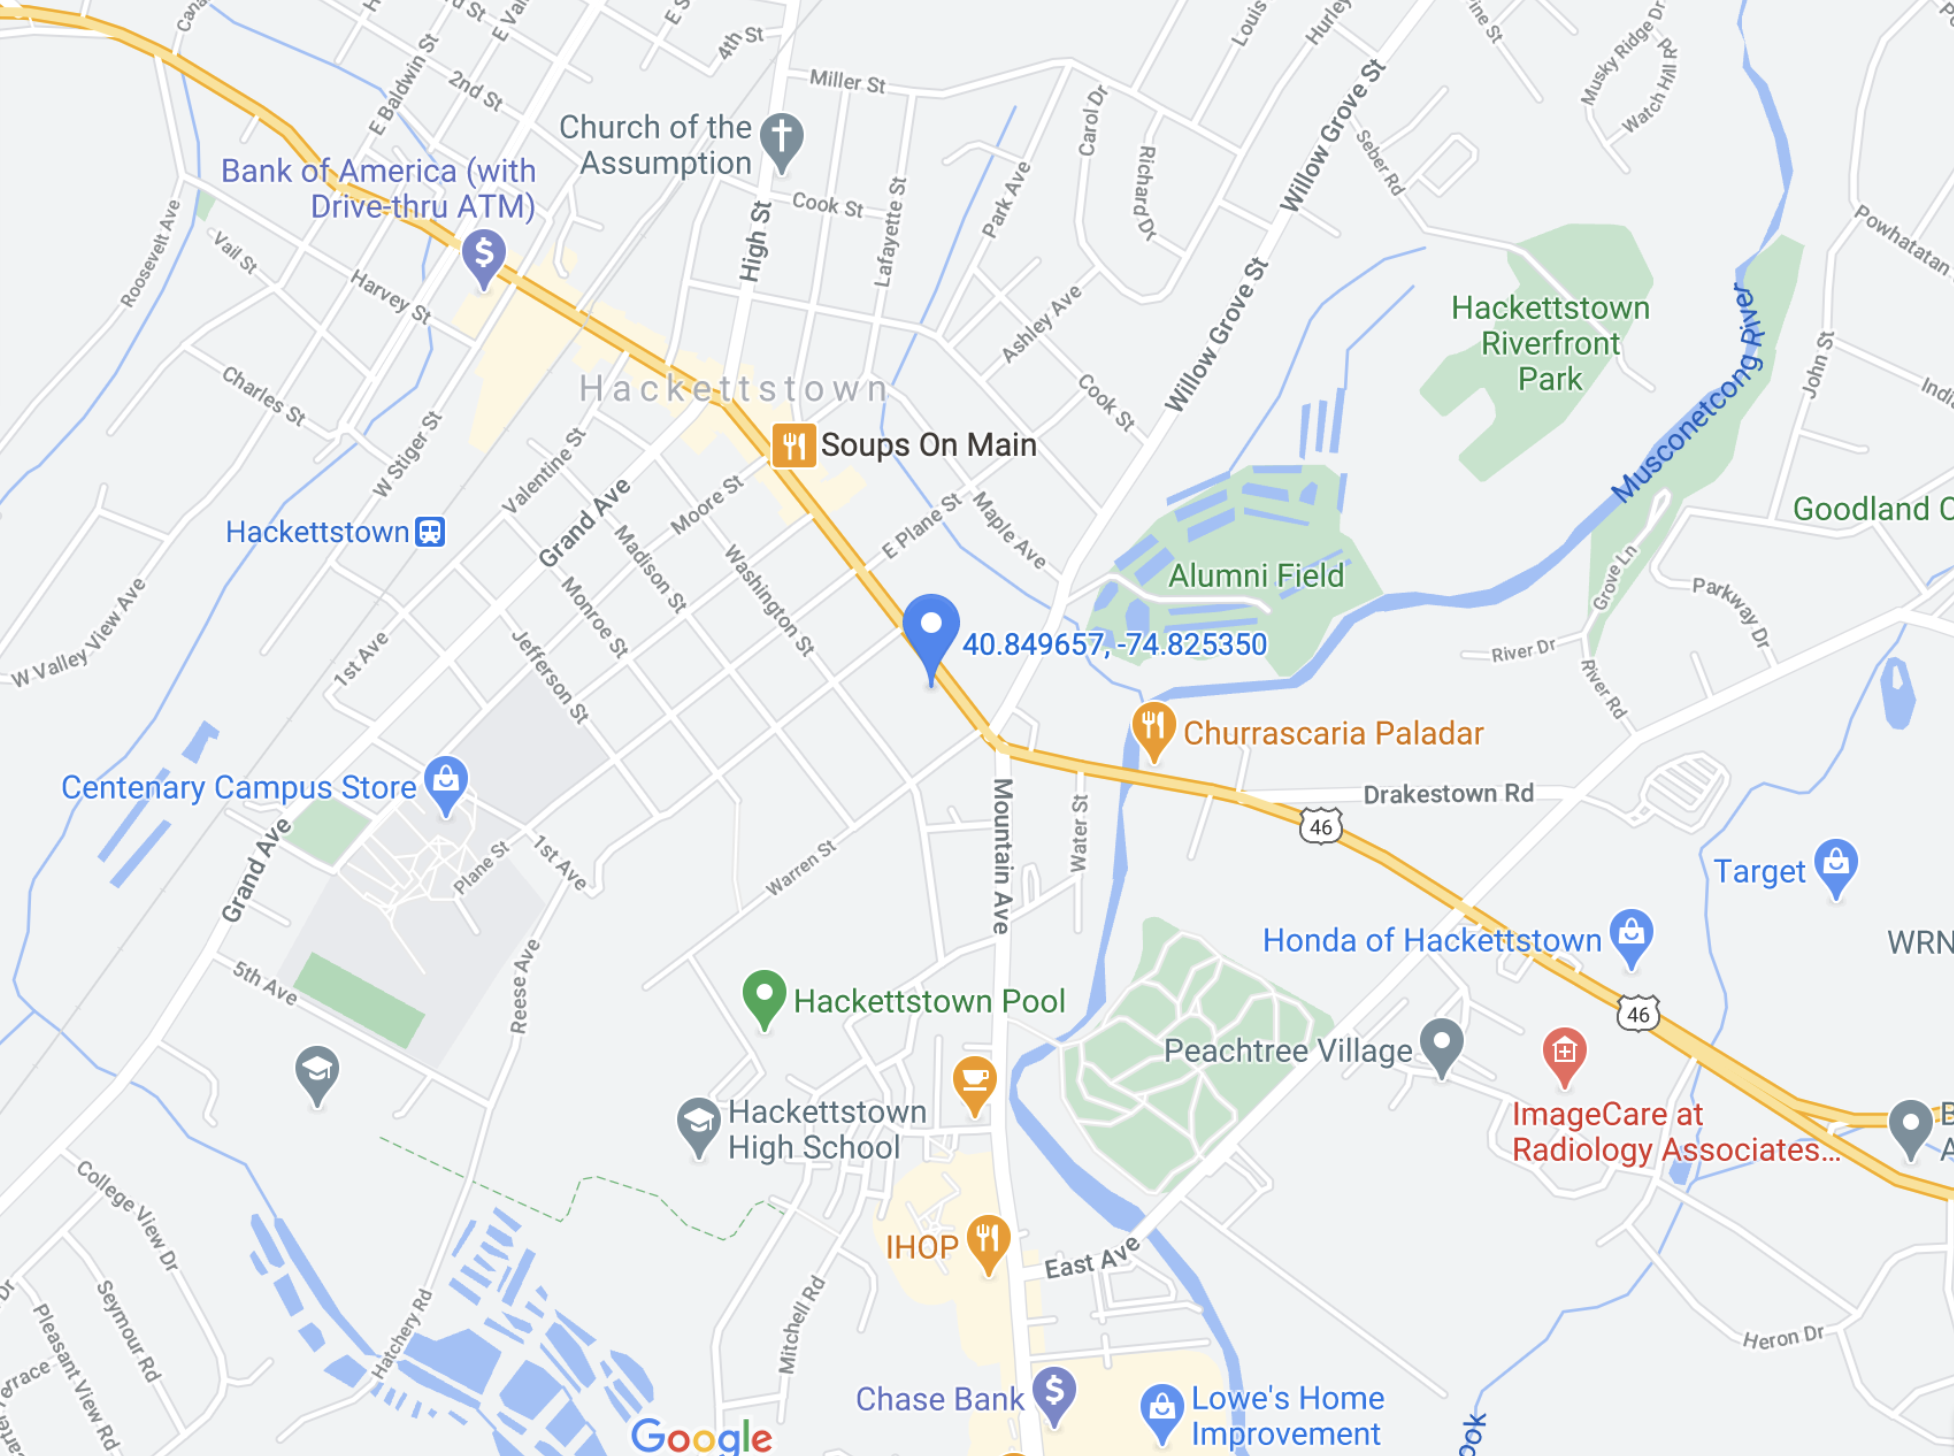 Cana
E Baldwin St
2nd St
4th St
Miller St
Louis
Hurley
Musky Ridge Dr
Watch Hill Rd
Church of the
Assumption
Carol Dr
Willow Grove St
Seber Rd
Bank of America (with
Drive-thru ATM)
Richard Dr
Park Ave
Cook St
Lafayette St
High St
Roosevelt Ave
Vail St
Harvey St
Powhatatan
Hackettstown
Riverfront
Park
Musconetcong River
Ashley Ave
Willow Grove St
John St
Charles St
Hackettstown
Cook St
Soups On Main
W Stiger St
Valentine St
Moore St
Grand Ave
E Plane St
Maple Ave
Goodland C
Hackettstown
Madison St
Washington St
Monroe St
Alumni Field
Grove Ln
Parkway Dr
W Valley View Ave
1st Ave
Jefferson St
40.849657, -74.825350
River Dr
River Rd
Churrascaria Paladar
Centenary Campus Store
Drakestown Rd
Mountain Ave
Water St
46
Grand Ave
Plane St
1st Ave
Warren St
Target
Honda of Hackettstown
WRN
5th Ave
Reese Ave
Hackettstown Pool
46
Peachtree Village
Hackettstown
High School
ImageCare at
Radiology Associates...
College View Dr
IHOP
East Ave
Mitchell Rd
Hatchery Rd
Seymour Rd
Pleasant View Rd
Heron Dr
Chase Bank
Lowe's Home
Improvement
Google